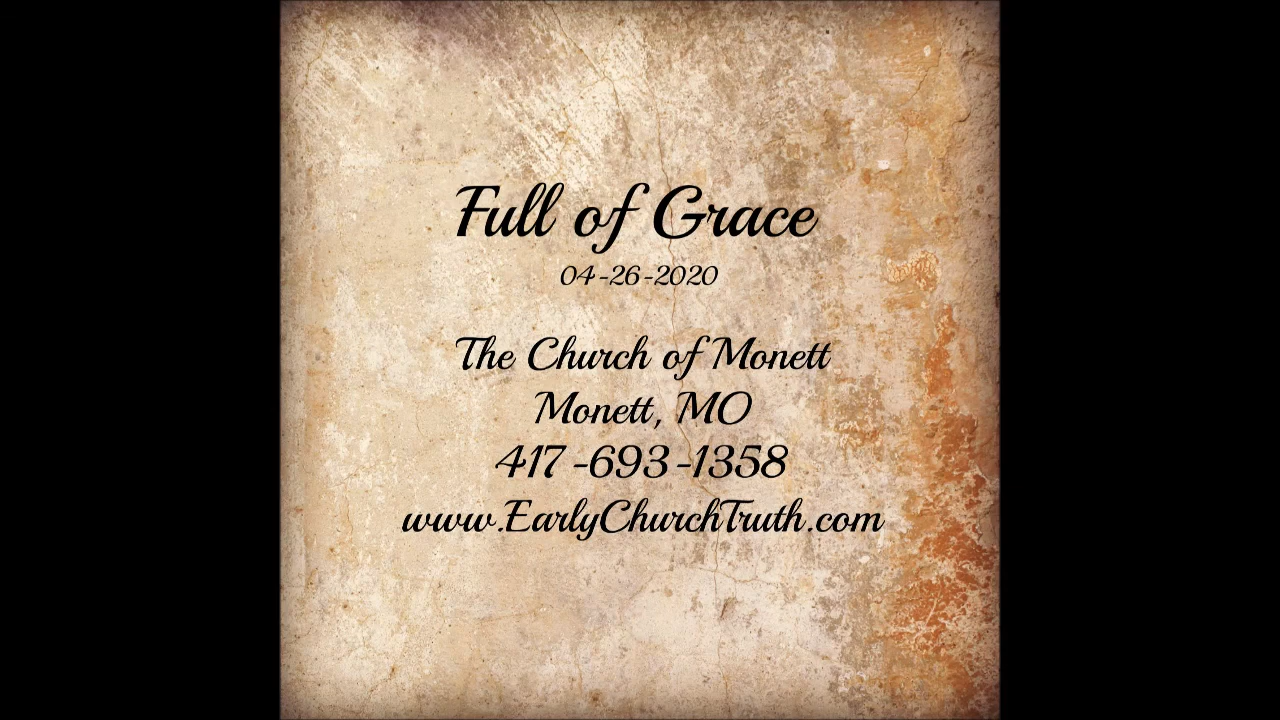 Full of Grace
04-26-2020
The Church of Monett
Monett, MO
417-693-1358
www.EarlyChurchTruth.com